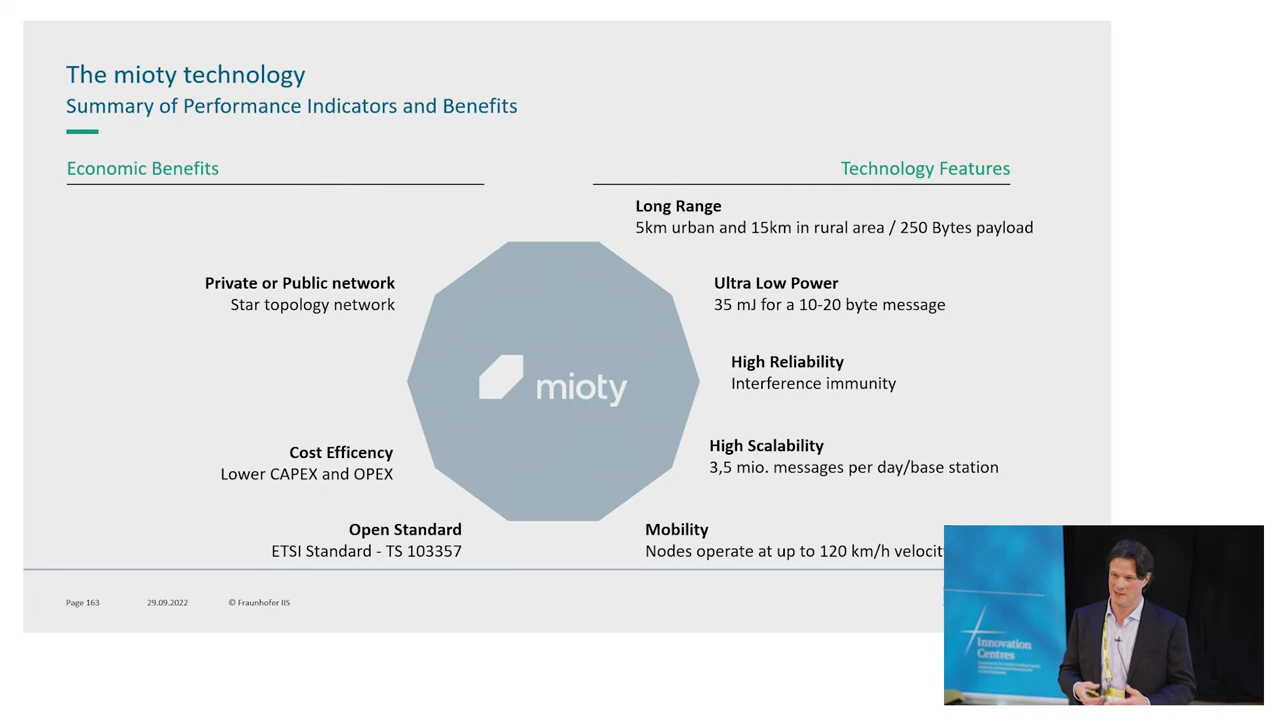 The mioty technology
Summary of Performance Indicators and Benefits
Economic Benefits
Technology Features
Long Range
5km urban and 15km in rural area / 250 Bytes payload
Private or Public network
Star topology network
Ultra Low Power
35 mJ for a 10-20 byte message
High Reliability
Interference immunity
mioty
Cost Efficency
Lower CAPEX and OPEX
High Scalability
3,5 mio. messages per day/base station
Open Standard
ETSI Standard - TS 103357
Mobility
Nodes operate at up to 120 km/h velocit
Page 163
29.09.2022
© Fraunhofer IIS
Innovation
Centres